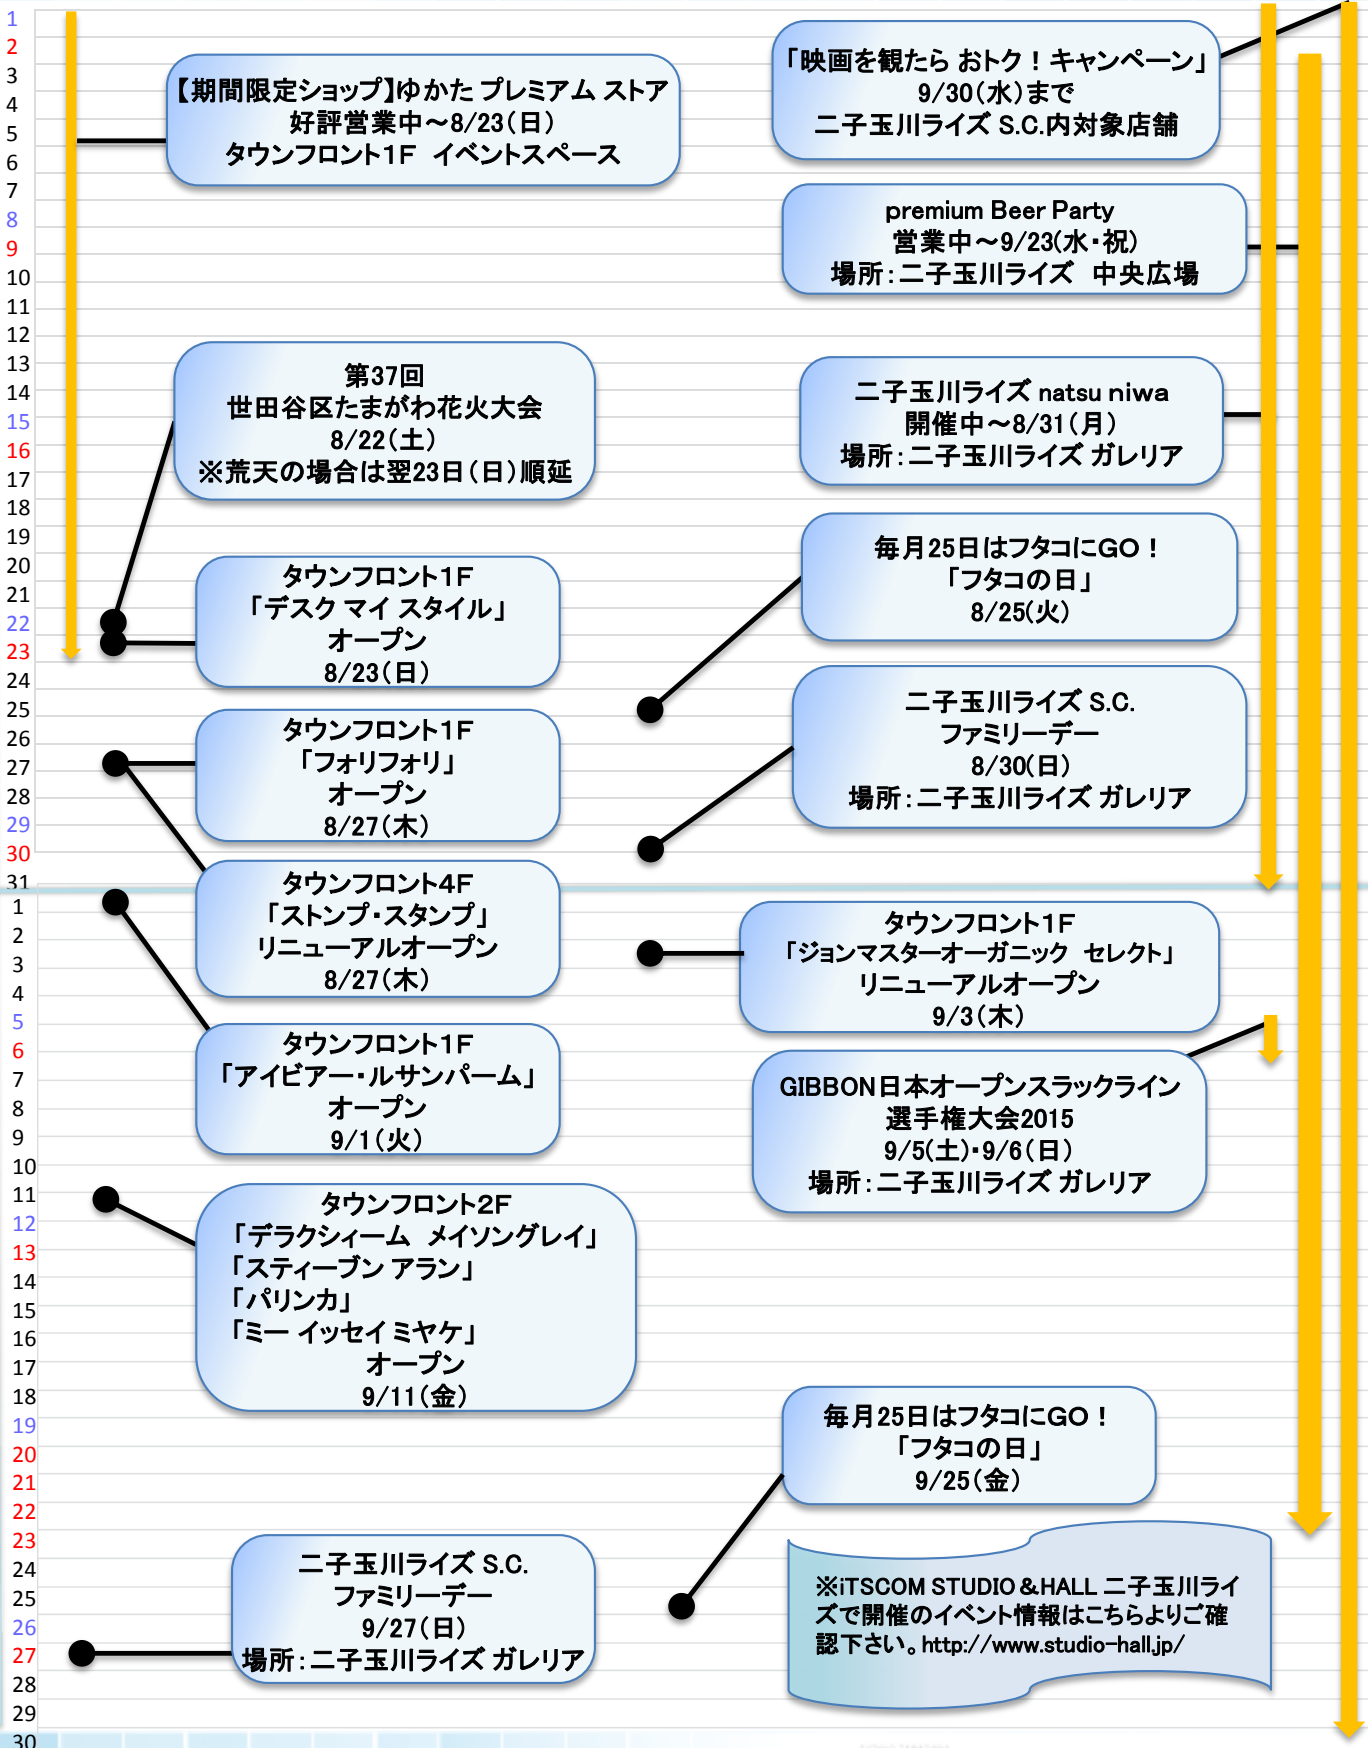 1
2
3
4
5
6
7
8
9
10
11
12
13
14
15
16
17
18
19
20
21
22
23
24
25
26
27
28
29
30
31
1
2
3
4
5
6
7
8
9
10
11
12
13
14
15
16
17
18
19
20
21
22
23
24
25
26
27
28
29
30
【期間限定ショップ】ゆかた プレミアム ストア
好評営業中～8/23(日)
タウンフロント1F イベントスペース
「映画を観たら おトク！キャンペーン」
9/30(水)まで
二子玉川ライズ S.C.内対象店舗
premium Beer Party
営業中～9/23(水・祝)
場所：二子玉川ライズ 中央広場
第37回
世田谷区たまがわ花火大会
8/22(土)
※荒天の場合は翌23日(日)順延
二子玉川ライズ natsu niwa
開催中～8/31(月)
場所：二子玉川ライズ ガレリア
タウンフロント1F
「デスク マイ スタイル」
オープン
8/23(日)
毎月25日はフタコにGO！
「フタコの日」
8/25(火)
タウンフロント1F
「フォリフォリ」
オープン
8/27(木)
二子玉川ライズ S.C.
ファミリーデー
8/30(日)
場所：二子玉川ライズ ガレリア
タウンフロント4F
「ストンプ・スタンプ」
リニューアルオープン
8/27(木)
タウンフロント1F
「ジョンマスターオーガニック セレクト」
リニューアルオープン
9/3(木)
タウンフロント1F
「アイビアー・ルサンパーム」
オープン
9/1(火)
GIBBON日本オープンスラックライン
選手権大会2015
9/5(土)・9/6(日)
場所：二子玉川ライズ ガレリア
タウンフロント2F
「デラクシィーム メイソングレイ」
「スティーブン アラン」
「パリンカ」
「ミー イッセイ ミヤケ」
オープン
9/11(金)
毎月25日はフタコにGO！
「フタコの日」
9/25(金)
二子玉川ライズ S.C.
ファミリーデー
9/27(日)
場所：二子玉川ライズ ガレリア
※iTSCOM STUDIO &HALL 二子玉川ライ
ズで開催のイベント情報はこちらよりご確
認下さい。http://www.studio-hall.jp/